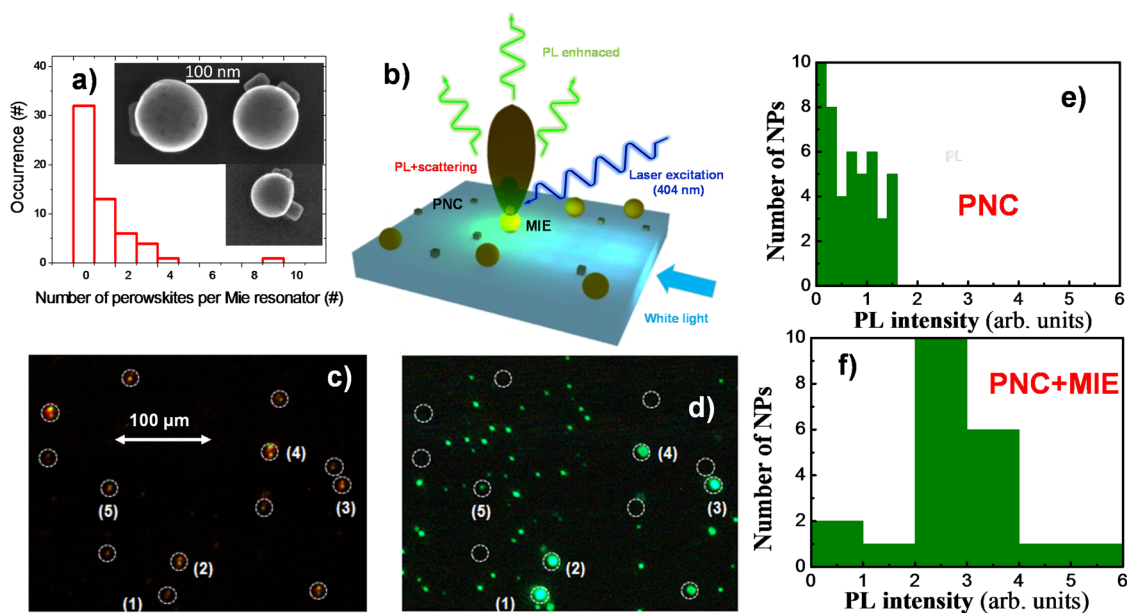 a)
100 nm
40
30
20
10
0
Occurrence (#)
0
2
4
6
8
10
Number of perowskites per Mie resonator (#)
b)
PL enhnaced
PL+scattering
Laser excitation
(404 nm)
PNC
MIE
White light
e)
PL
PNC
10
8
6
4
2
0
Number of NPs
0
1
2
3
4
5
6
PL intensity (arb. units)
c)
100 µm
(4)
(3)
(5)
(2)
(1)
d)
(4)
(3)
(5)
(2)
(1)
f)
PNC+MIE
10
8
6
4
2
0
Number of NPs
0
1
2
3
4
5
6
PL intensity (arb. units)